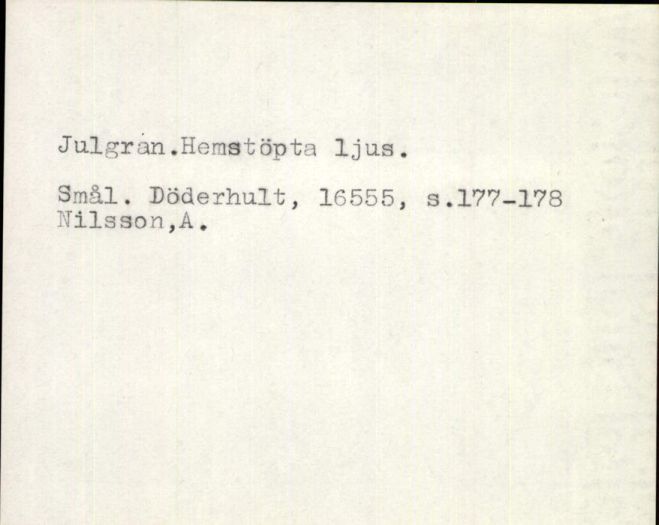 Julgran.Hemstöpta ljus.
Smål. Döderhult, 16555, s.177-178
Nilsson,A.